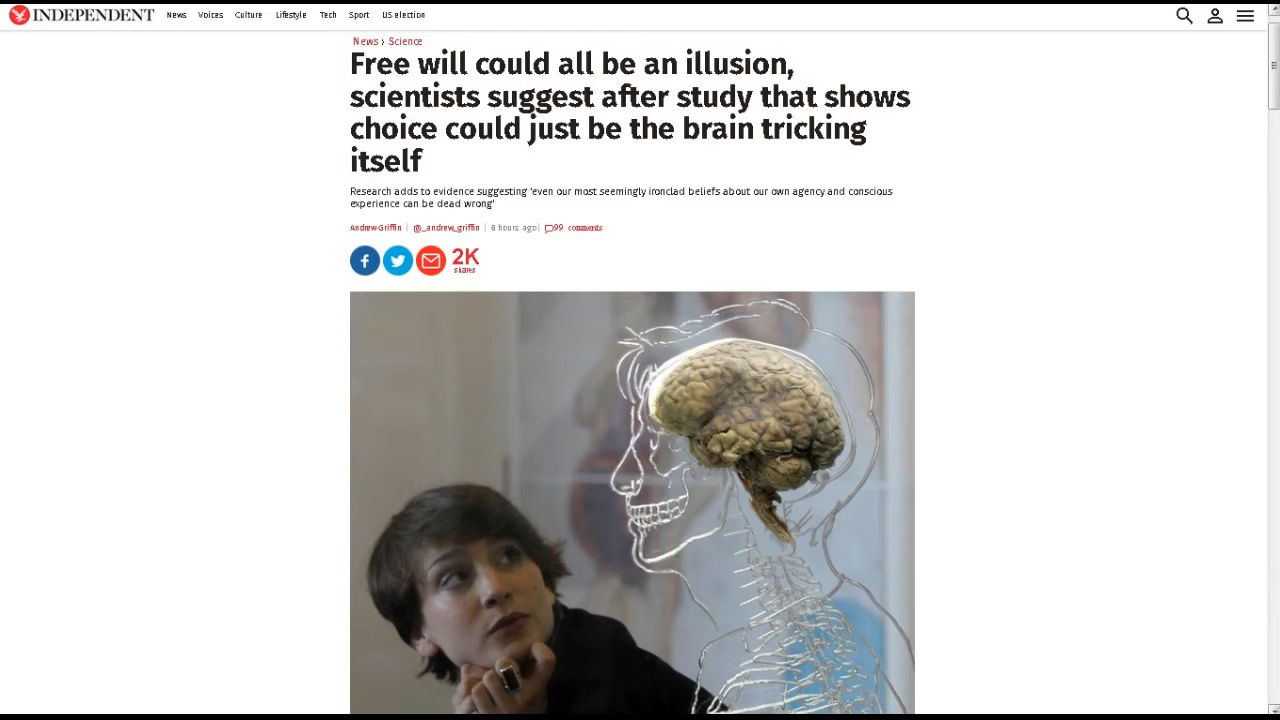 INDEPENDENT News Voices Culture Lifestyle Tech Sport US election
News › Science
Free will could all be an illusion,
scientists suggest after study that shows
choice could just be the brain tricking
itself
Research adds to evidence suggesting 'even our most seemingly ironclad beliefs about our own agency and conscious
experience can be dead wrong'
Andrew Griffin | @_andrew_griffin | 6 hours ago | 99 comments
2K
shares